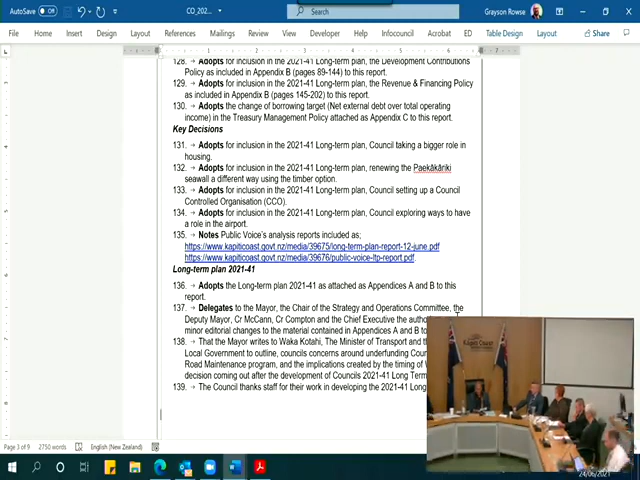 AutoSave Off CO_202... Search Grayson Rowse
File Home Insert Draw Design Layout References Mailings Review View Developer Help Infocouncil Acrobat ED Table Design Layout Share
128. Adopts for inclusion in the 2021-41 Long-term plan, the Development Contributions
Policy as included in Appendix B (pages 89-144) to this report.
129. Adopts for inclusion in the 2021-41 Long-term plan, the Revenue & Financing Policy
as included in Appendix B (pages 145-202) to this report.
130. Adopts the change of borrowing target (Net external debt over total operating
income) in the Treasury Management Policy attached as Appendix C to this report.
Key Decisions
131. Adopts for inclusion in the 2021-41 Long-term plan, Council taking a bigger role in
housing.
132. Adopts for inclusion in the 2021-41 Long-term plan, renewing the Paekākāriki
seawall a different way using the timber option.
133. Adopts for inclusion in the 2021-41 Long-term plan, Council setting up a Council
Controlled Organisation (CCO).
134. Adopts for inclusion in the 2021-41 Long-term plan, Council exploring ways to have
a role in the airport.
135. Notes Public Voice's analysis reports included as;
https://www.kapiticoast.govt.nz/media/39675/long-term-plan-report-12-june.pdf
https://www.kapiticoast.govt.nz/media/39676/public-voice-ltp-report.pdf.
Long-term plan 2021-41
136. Adopts the Long-term plan 2021-41 as attached as Appendices A and B to this
report.
137. Delegates to the Mayor, the Chair of the Strategy and Operations Committee, the
Deputy Mayor, Cr McCann, Cr Compton and the Chief Executive the
minor editorial changes to the material contained in Appendices A and B to
138. That the Mayor writes to Waka Kotahi, The Minister of Transport and
Local Government to outline, councils concerns around underfunding
Road Maintenance program, and the implications created by the timing of
decision coming out after the development of Councils 2021-41 Long
139. The Council thanks staff for their work in developing the 2021-41
Kapiti Coast
Page 3 of 9 2750 words English (New Zealand)
24/06/2021